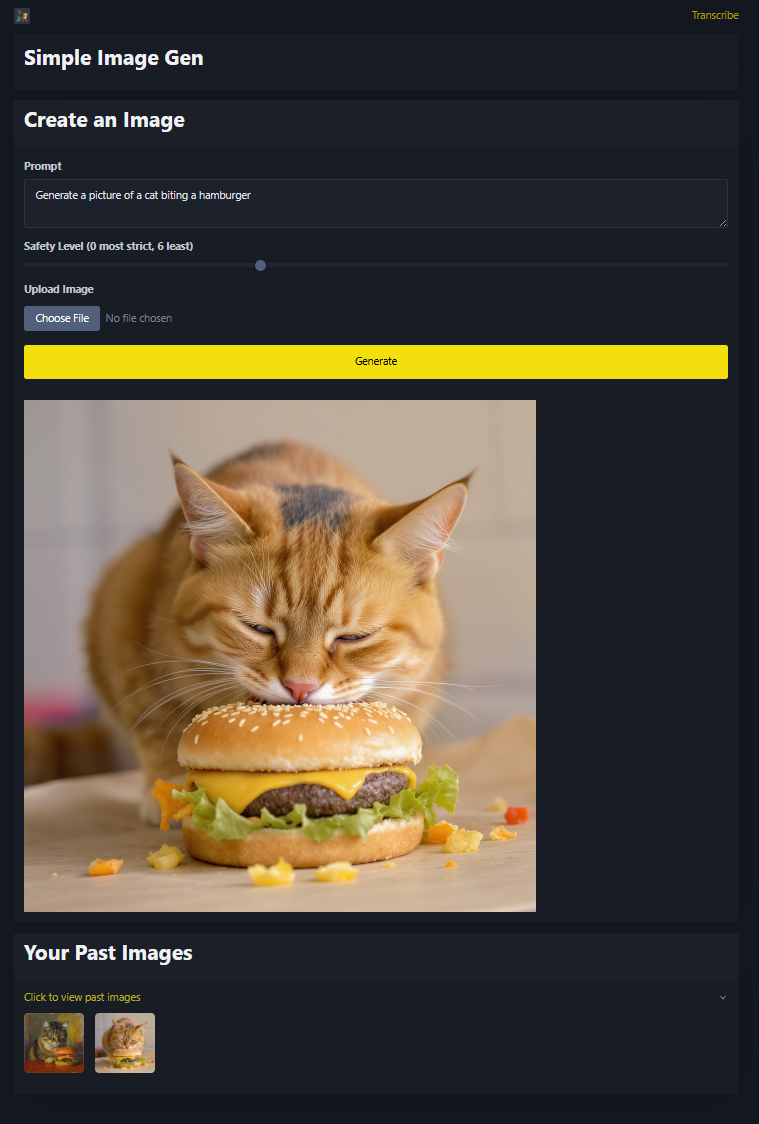 Transcribe
Simple Image Gen
Create an Image
Prompt
Generate a picture of a cat biting a hamburger
Safety Level (0 most strict, 6 least)
Upload Image
Choose File No file chosen
Generate
Your Past Images
Click to view past images